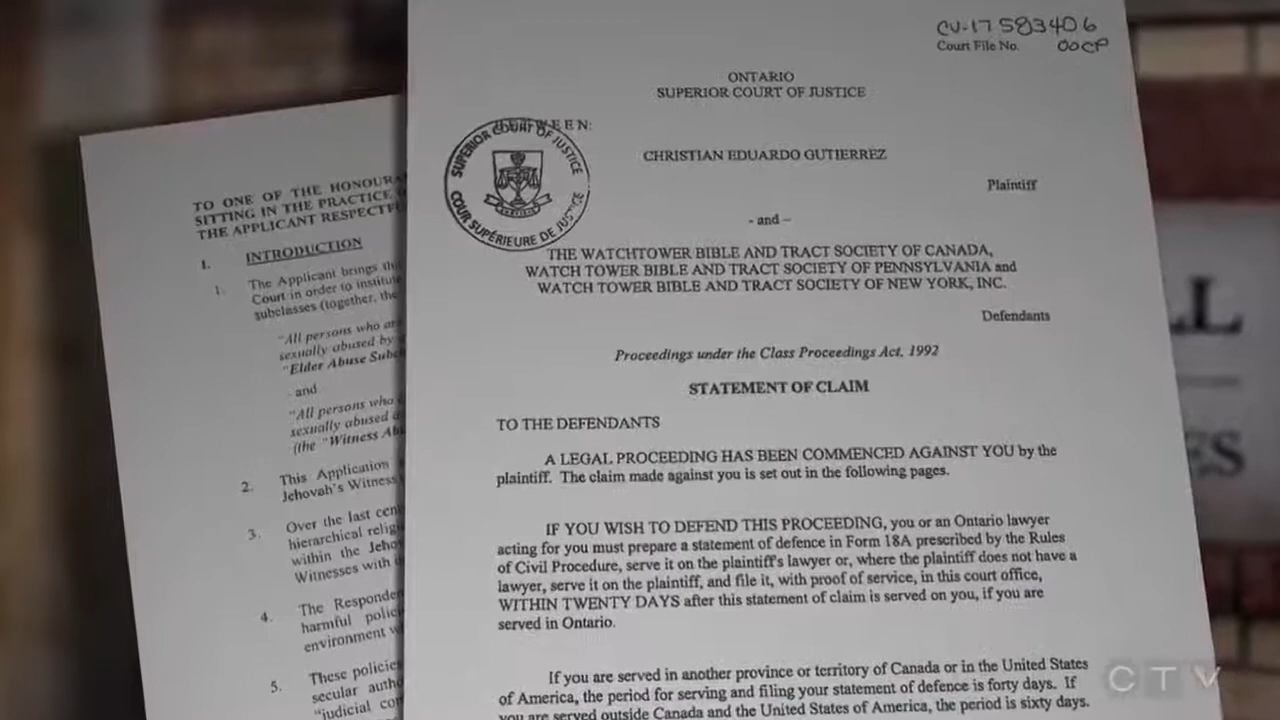 CV-17 583406
Court File No. 00CP
ONTARIO
SUPERIOR COURT OF JUSTICE
SUPERIOR COURT OF JUSTICE
COUR SUPÉRIEURE DE JUSTICE
CHRISTIAN EDUARDO GUTIERREZ
Plaintiff
- and –
THE WATCHTOWER BIBLE AND TRACT SOCIETY OF CANADA,
WATCH TOWER BIBLE AND TRACT SOCIETY OF PENNSYLVANIA and
WATCH TOWER BIBLE AND TRACT SOCIETY OF NEW YORK, INC.
Defendants
Proceedings under the Class Proceedings Act, 1992
STATEMENT OF CLAIM
TO THE DEFENDANTS
A LEGAL PROCEEDING HAS BEEN COMMENCED AGAINST YOU by the
plaintiff. The claim made against you is set out in the following pages.
IF YOU WISH TO DEFEND THIS PROCEEDING, you or an Ontario lawyer
acting for you must prepare a statement of defence in Form 18A prescribed by the Rules
of Civil Procedure, serve it on the plaintiff's lawyer or, where the plaintiff does not have a
lawyer, serve it on the plaintiff, and file it, with proof of service, in this court office,
WITHIN TWENTY DAYS after this statement of claim is served on you, if you are
served in Ontario.
If you are served in another province or territory of Canada or in the United States
of America, the period for serving and filing your statement of defence is forty days. If
you are served outside Canada and the United States of America, the period is sixty days.
TO ONE OF THE HONOURA
SITTING IN THE PRACTICE
THE APPLICANT RESPECTF
I. INTRODUCTION
1. The Applicant brings thi
Court in order to institute
subclasses (together, the
"All persons who are
sexually abused by
"Elder Abuse Subc
and
"All persons who
sexually abused
(the "Witness Ab
2. This Application
Jehovah's Witness
3. Over the last cen
hierarchical relig
within the Jeho
Witnesses with
4. The Responden
harmful polici
environment w
5. These policies
secular autho
"judicial con
LL
ES
CTV